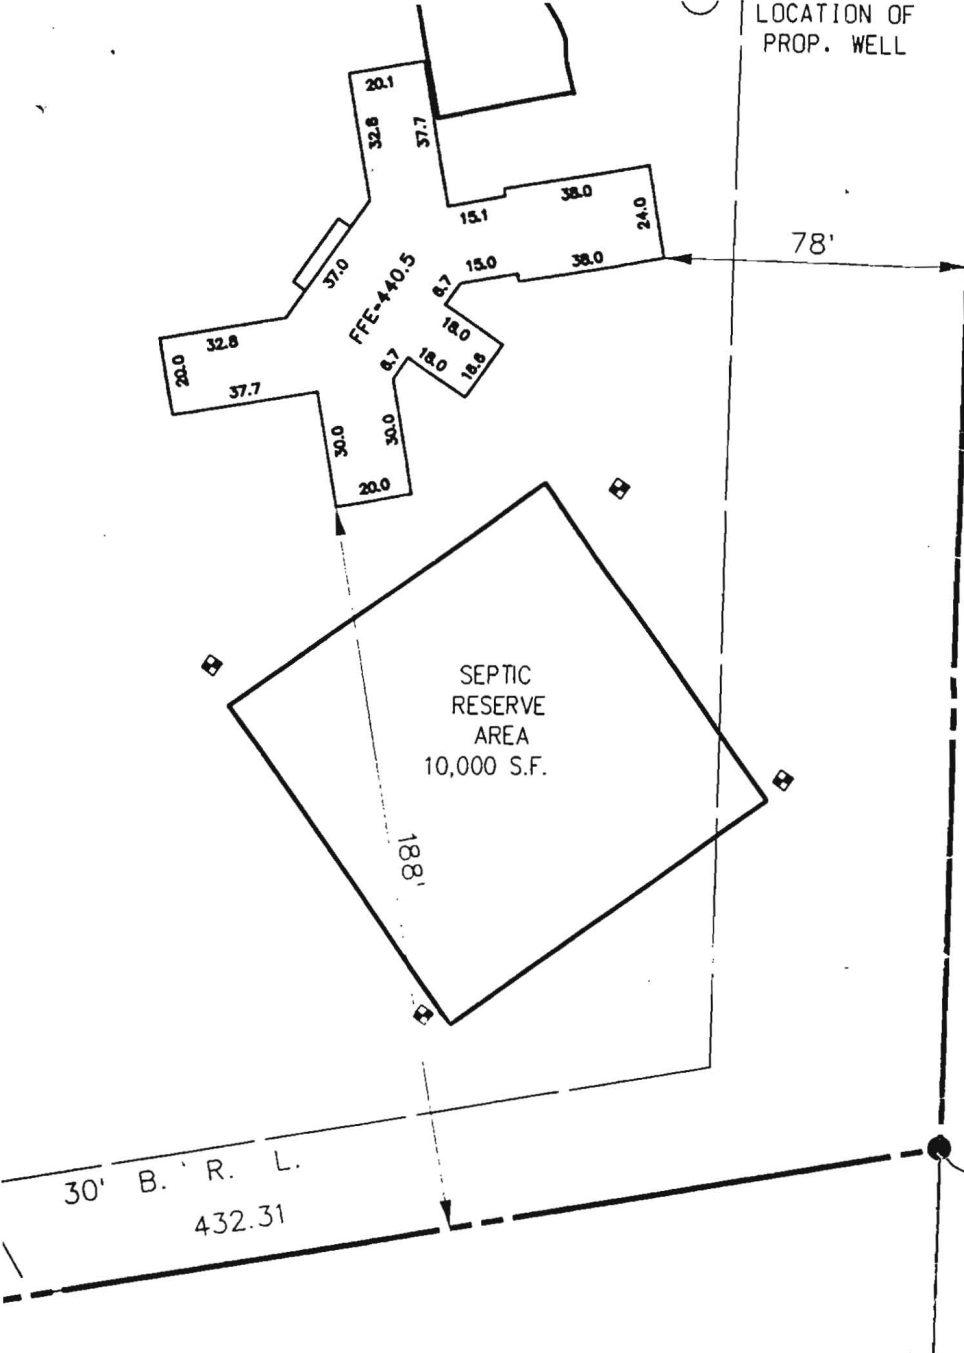 LOCATION OF
PROP. WELL
20.1
32.8
37.7
38.0
15.1
24.0
78'
15.0
38.0
37.0
FFE=440.5
6.7
18.0
32.8
20.0
6.7
18.0
18.6
37.7
30.0
30.0
20.0
SEPTIC
RESERVE
AREA
10,000 S.F.
188'
30' B. R. L.
432.31